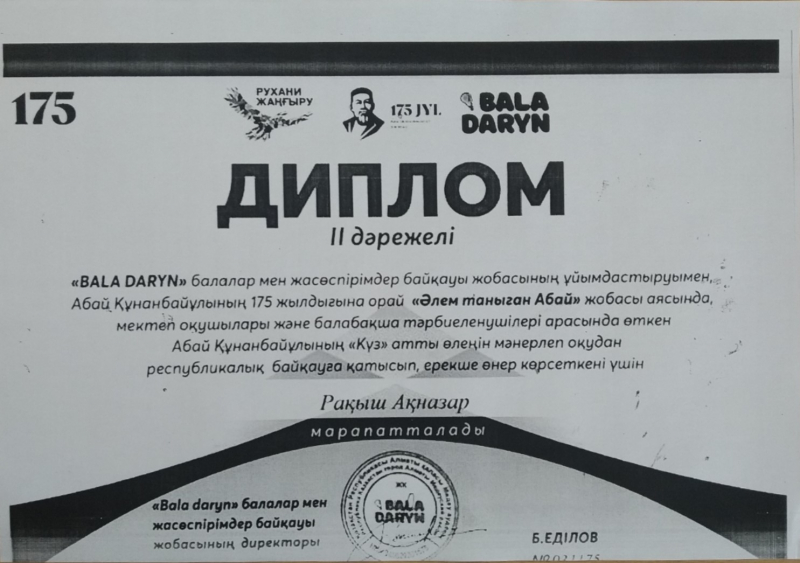 175
РУХАНИ
ЖАҢҒЫРУ
175 JYL
BALA
DARYN
ДИПЛОМ
II дәрежелі
«BALA DARYN» балалар мен жасөспірімдер байқауы жобасының ұйымдастыруымен,
Абай Құнанбайұлының 175 жылдығына орай «Әлем таныған Абай» жобасы аясында,
мектеп оқушылары және балабақша тәрбиеленушілері арасында өткен
Абай Құнанбайұлының «Күз» атты өлеңін мәнерлеп оқудан
республикалық байқауға қатысып, ерекше өнер көрсеткені үшін
Рақыш Ақназар
марапатталады
«Bala daryn» балалар мен
жасөспірімдер байқауы
жобасының директоры
ЖК
BALA
DARYN
Б.ЕДІЛОВ